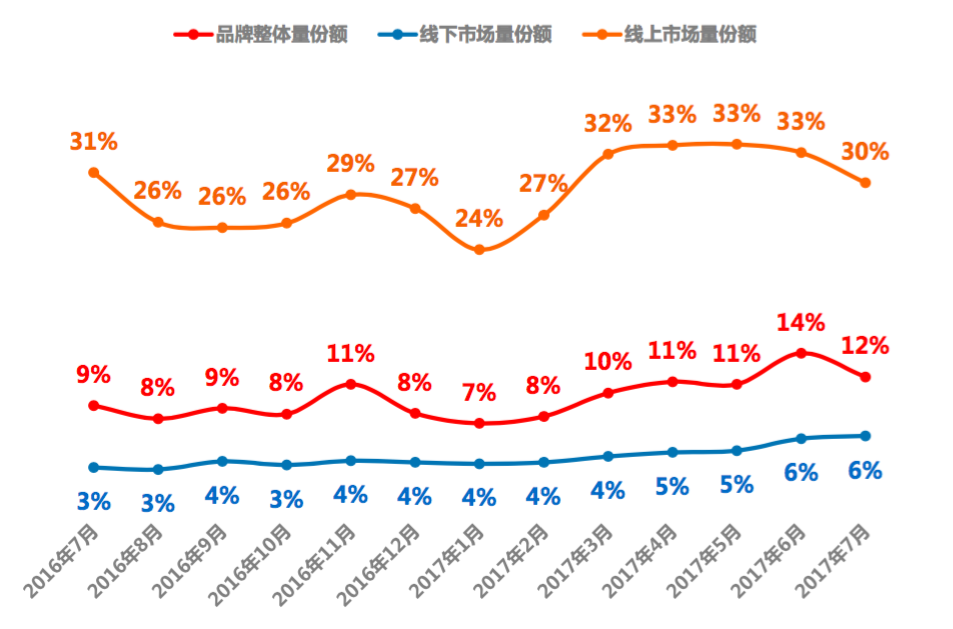 品牌整体量份额 线下市场量份额 线上市场量份额
31% 26% 26% 26% 29% 27% 24% 27% 32% 33% 33% 33% 30%
9% 8% 9% 8% 11% 8% 7% 8% 10% 11% 11% 14% 12%
3% 3% 4% 3% 4% 4% 4% 4% 4% 5% 5% 6% 6%
2016年7月 2016年8月 2016年9月 2016年10月 2016年11月 2016年12月 2017年1月 2017年2月 2017年3月 2017年4月 2017年5月 2017年6月 2017年7月